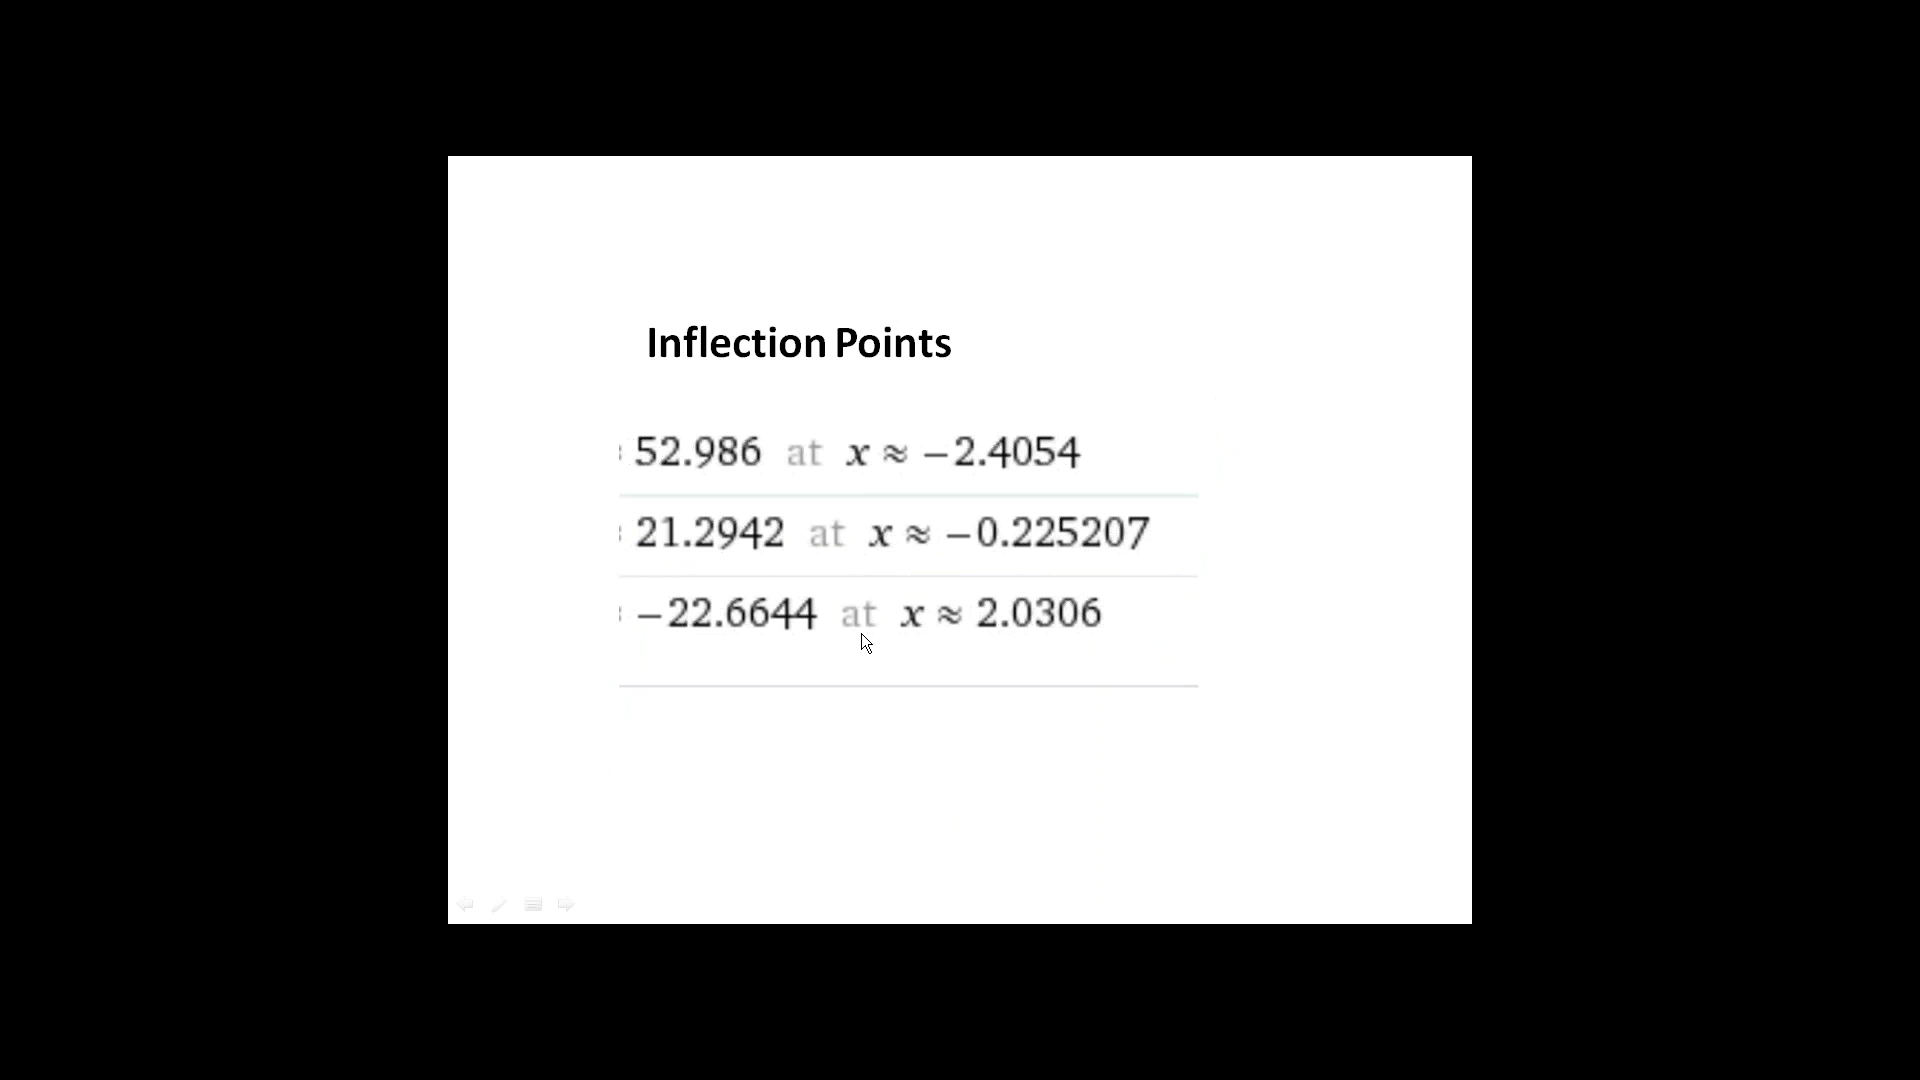 Inflection Points
52.986 at x ≈ −2.4054
21.2942 at x ≈ −0.225207
−22.6644 at x ≈ 2.0306